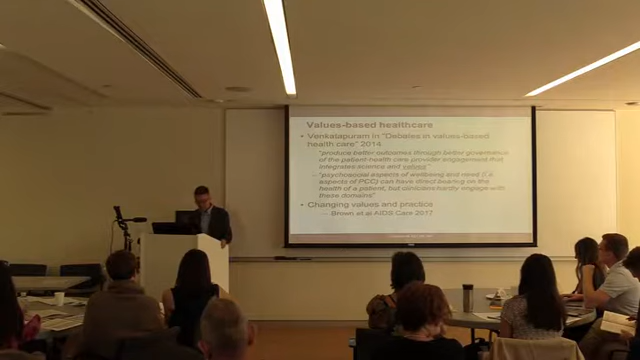 Values-based healthcare
• Venkatapuram in "Debates in values-based
health care" 2014
– "produce better outcomes through better governance
of the patient-health care provider engagement that
integrates science and values"
– "psychosocial aspects of wellbeing and need (i.e
aspects of PCC) can have direct bearing on the
health of a patient, but clinicians hardly engage with
these domains"
• Changing values and practice
– Brown et al AIDS Care 2017